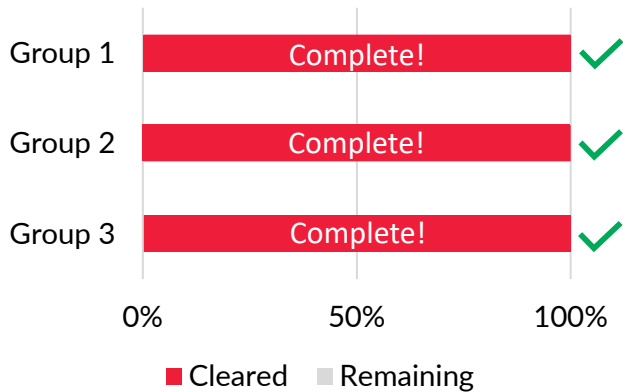 Group 1 Complete!
Group 2 Complete!
Group 3 Complete!
0% 50% 100%
Cleared Remaining